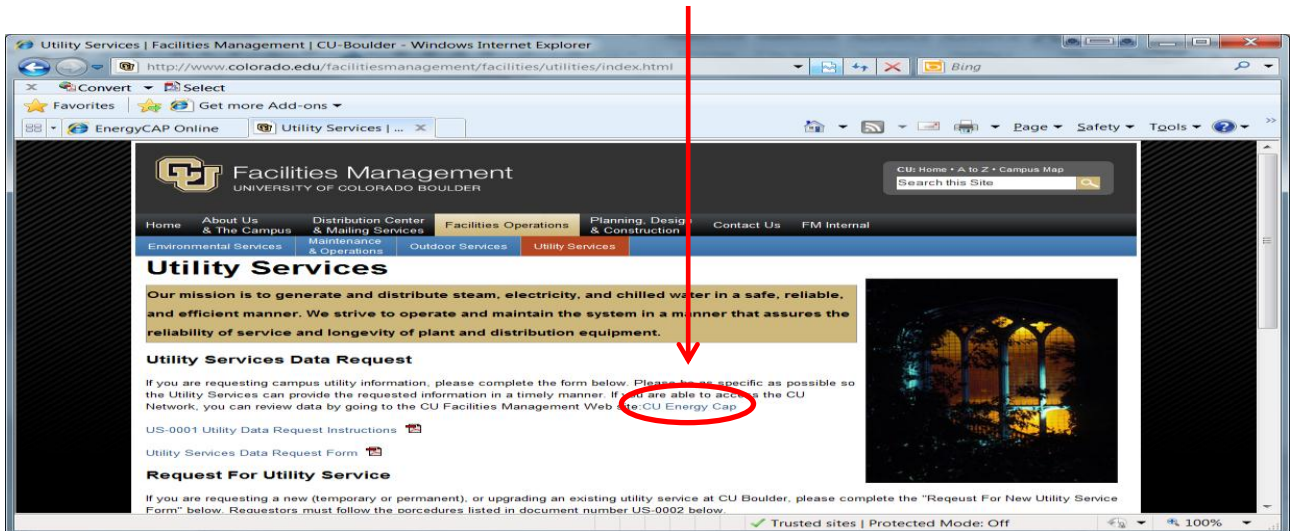 Utility Services | Facilities Management | CU-Boulder - Windows Internet Explorer
http://www.colorado.edu/facilitiesmanagement/facilities/utilities/index.html Bing
x Convert Select
Favorites Get more Add-ons
EnergyCAP Online Utility Services | ... Page Safety Tools
CU Facilities Management
UNIVERSITY OF COLORADO BOULDER
CU: Home • A to Z • Campus Map
Search this Site
Home About Us & The Campus Distribution Center & Mailing Services Facilities Operations Planning, Design & Construction Contact Us FM Internal
Environmental Services Maintenance & Operations Outdoor Services Utility Services
Utility Services
Our mission is to generate and distribute steam, electricity, and chilled water in a safe, reliable,
and efficient manner. We strive to operate and maintain the system in a manner that assures the
reliability of service and longevity of plant and distribution equipment.
Utility Services Data Request
If you are requesting campus utility information, please complete the form below. Please be as specific as possible so
the Utility Services can provide the requested information in a timely manner. If you are able to access the CU
Network, you can review data by going to the CU Facilities Management Web site:CU Energy Cap
US-0001 Utility Data Request Instructions
Utility Services Data Request Form
Request For Utility Service
If you are requesting a new (temporary or permanent), or upgrading an existing utility service at CU Boulder, please complete the "Reqeust For New Utility Service
Form" below. Requestors must follow the porcedures listed in document number US-0002 below.
Trusted sites | Protected Mode: Off 100%